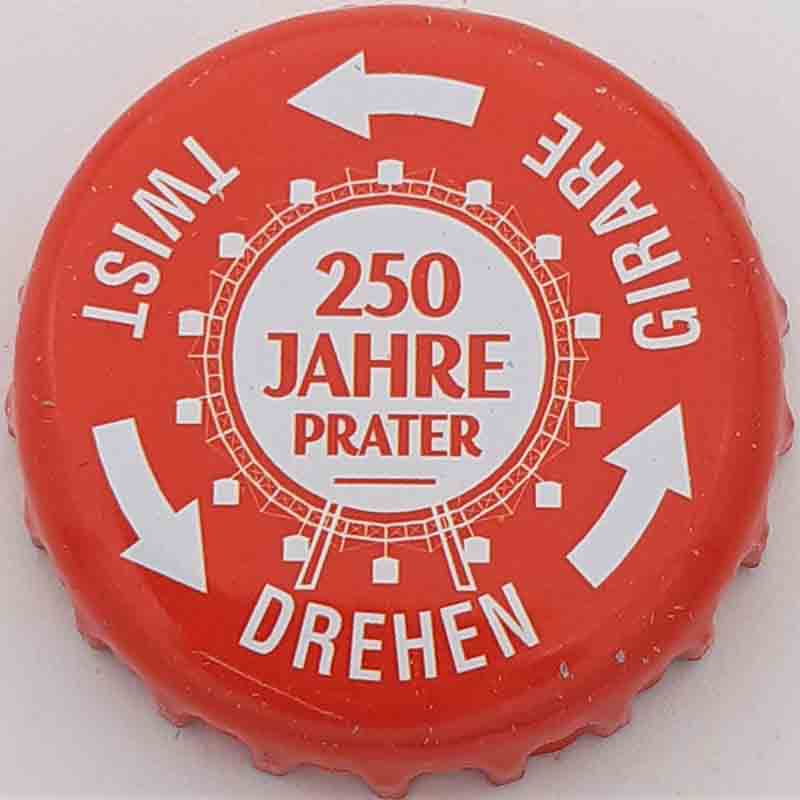 250
JAHRE
PRATER
TWIST
DREHEN
GIRARE